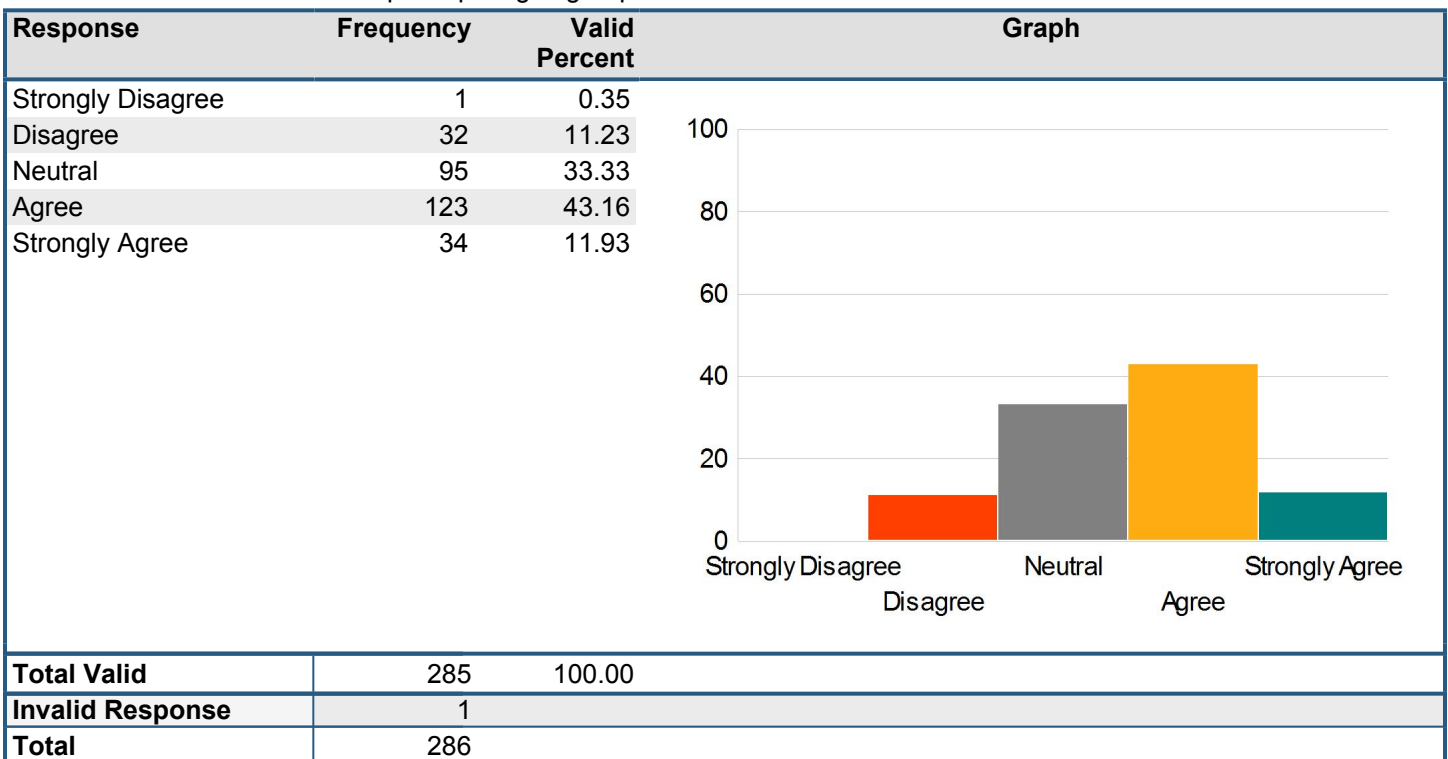 Response Frequency Valid Percent Graph
Strongly Disagree 1 0.35
Disagree 32 11.23
Neutral 95 33.33
Agree 123 43.16
Strongly Agree 34 11.93
100
80
60
40
20
0
Strongly Disagree Neutral Strongly Agree
Disagree Agree
Total Valid 285 100.00
Invalid Response 1
Total 286